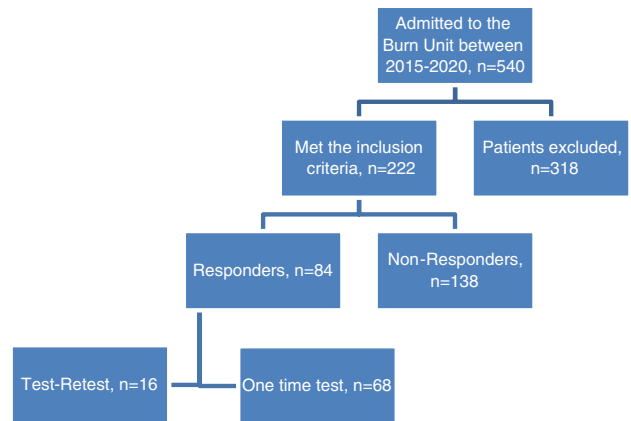 Admitted to the
Burn Unit between
2015-2020, n=540
Met the inclusion
criteria, n=222
Patients excluded,
n=318
Responders, n=84
Non-Responders,
n=138
Test-Retest, n=16
One time test, n=68